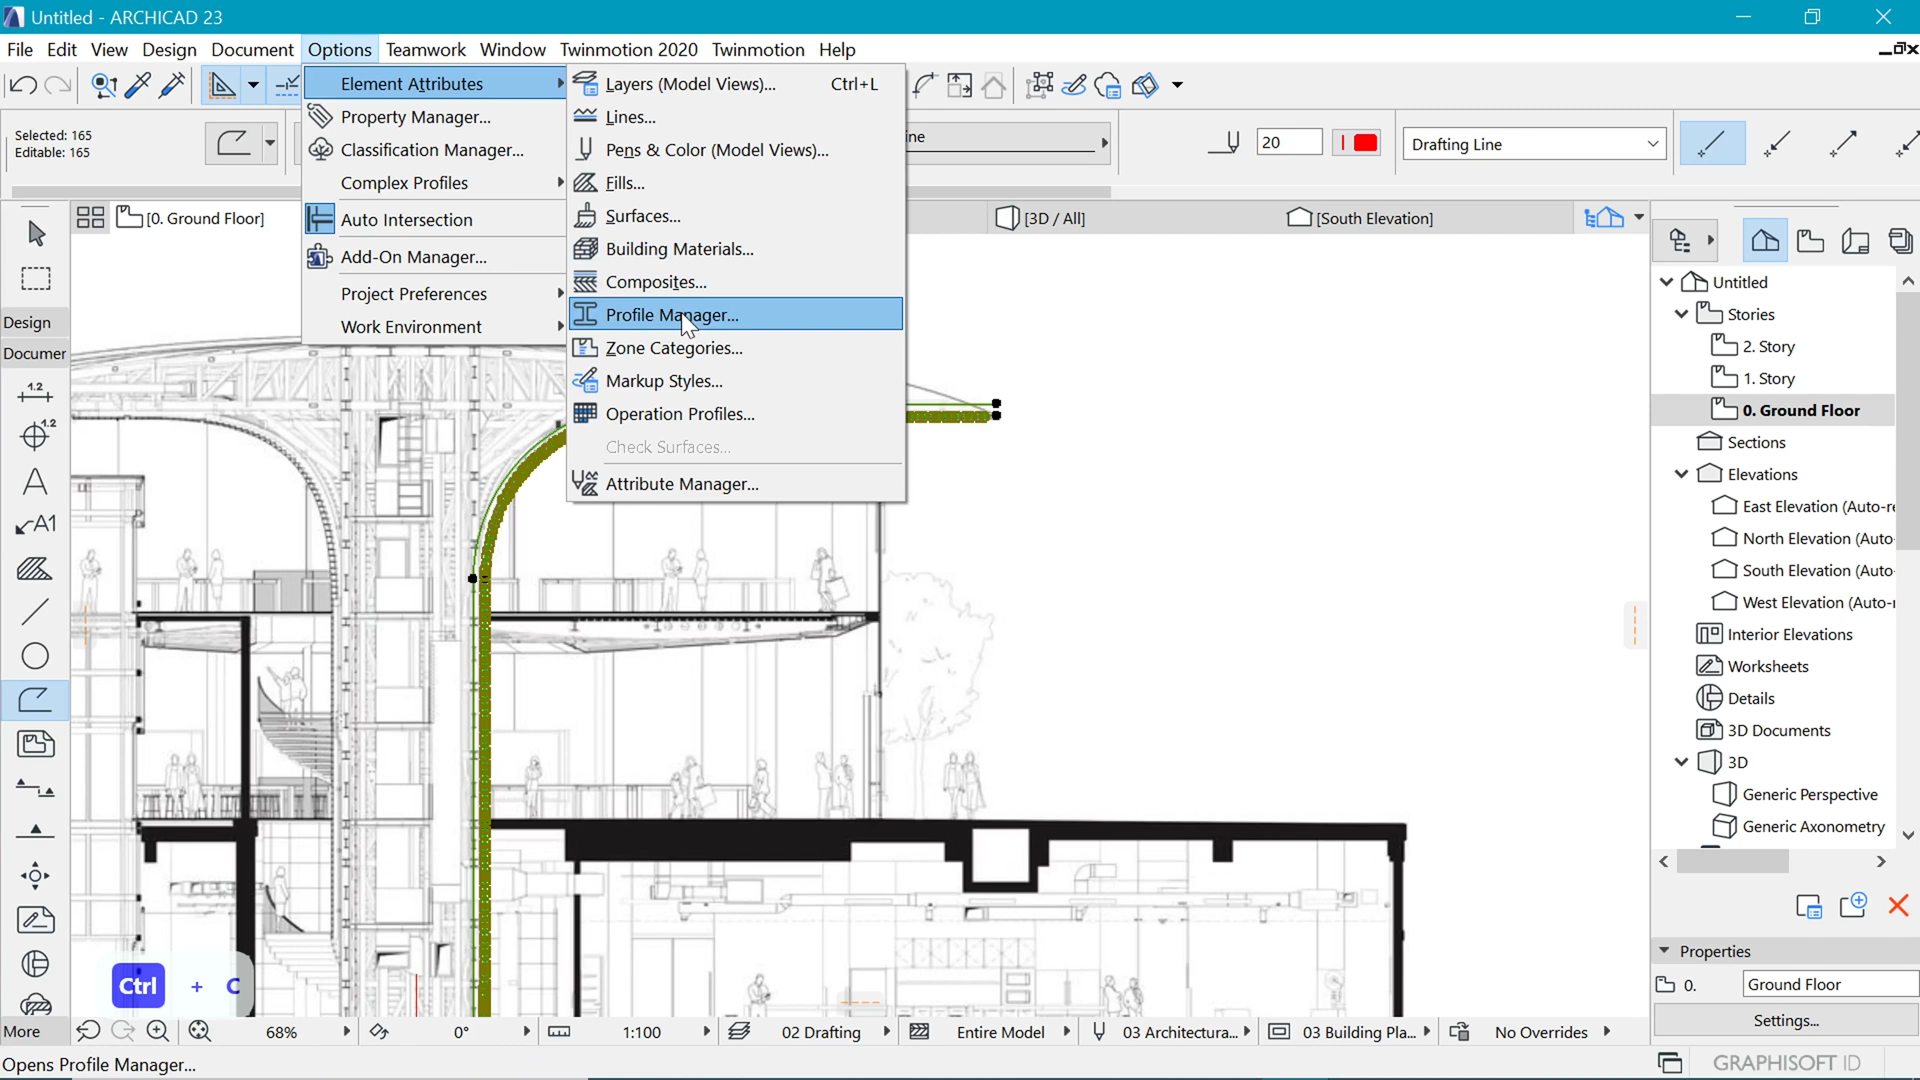 Untitled - ARCHICAD 23
File Edit View Design Document Options Teamwork Window Twinmotion 2020 Twinmotion Help
Element Attributes
Property Manager...
Classification Manager...
Complex Profiles
Auto Intersection
Add-On Manager...
Project Preferences
Work Environment
Layers (Model Views)... Ctrl+L
Lines...
Pens & Color (Model Views)...
Fills...
Surfaces...
Building Materials...
Composites...
Profile Manager...
Zone Categories...
Markup Styles...
Operation Profiles...
Check Surfaces...
Attribute Manager...
Selected: 165
Editable: 165
ine
20
Drafting Line
[0. Ground Floor]
[3D / All]
[South Elevation]
Design
Documer
1.2
1.2
A
A1
More
Untitled
Stories
2. Story
1. Story
0. Ground Floor
Sections
Elevations
East Elevation (Auto-re
North Elevation (Auto-
South Elevation (Auto-
West Elevation (Auto-r
Interior Elevations
Worksheets
Details
3D Documents
3D
Generic Perspective
Generic Axonometry
Properties
0. Ground Floor
Settings...
Ctrl + C
68% 0° 1:100 02 Drafting Entire Model 03 Architectura... 03 Building Pla... No Overrides
Opens Profile Manager...
GRAPHISOFT ID